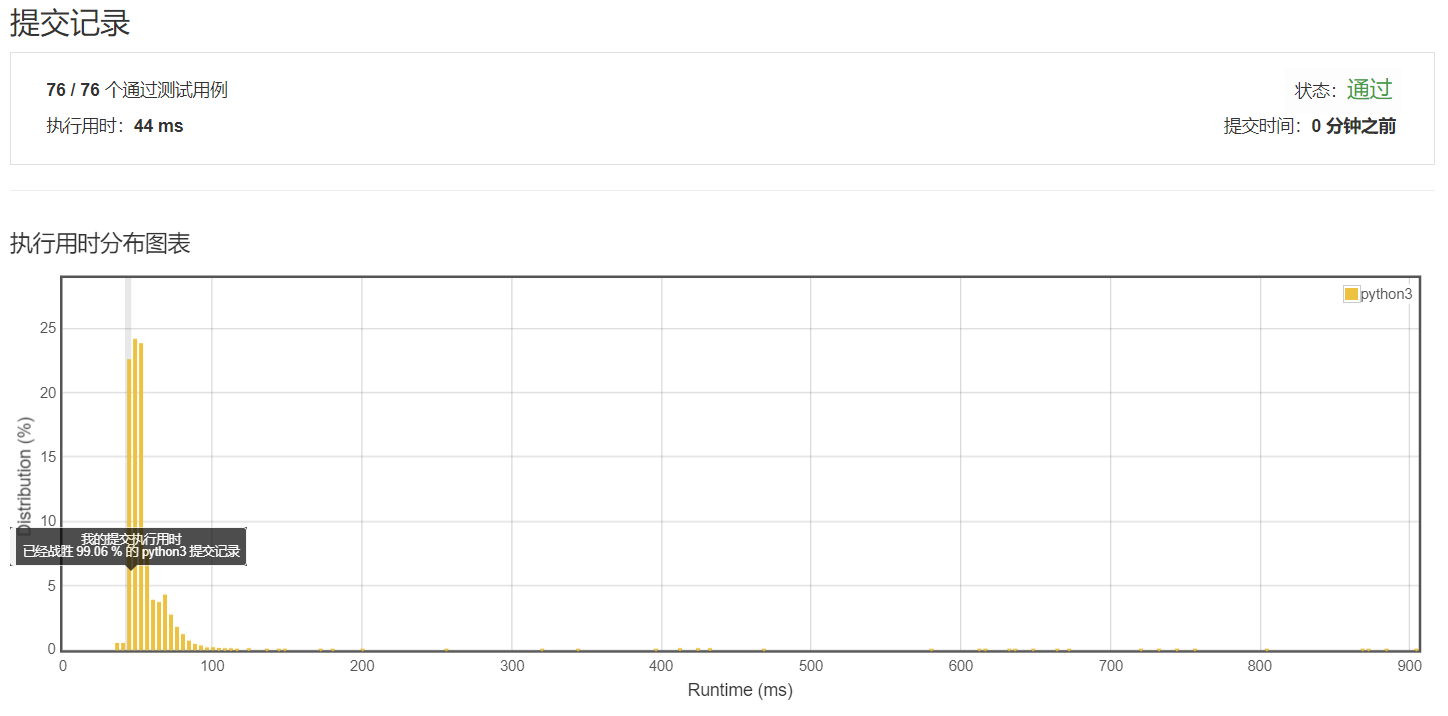 提交记录
76 / 76 个通过测试用例
状态：通过
执行用时：44 ms
提交时间：0 分钟之前
执行用时分布图表
python3
25
20
15
10
5
0
Distribution (%)
我的提交执行用时
已经战胜 99.06 % 的 python3 提交记录
0
100
200
300
400
500
600
700
800
900
Runtime (ms)